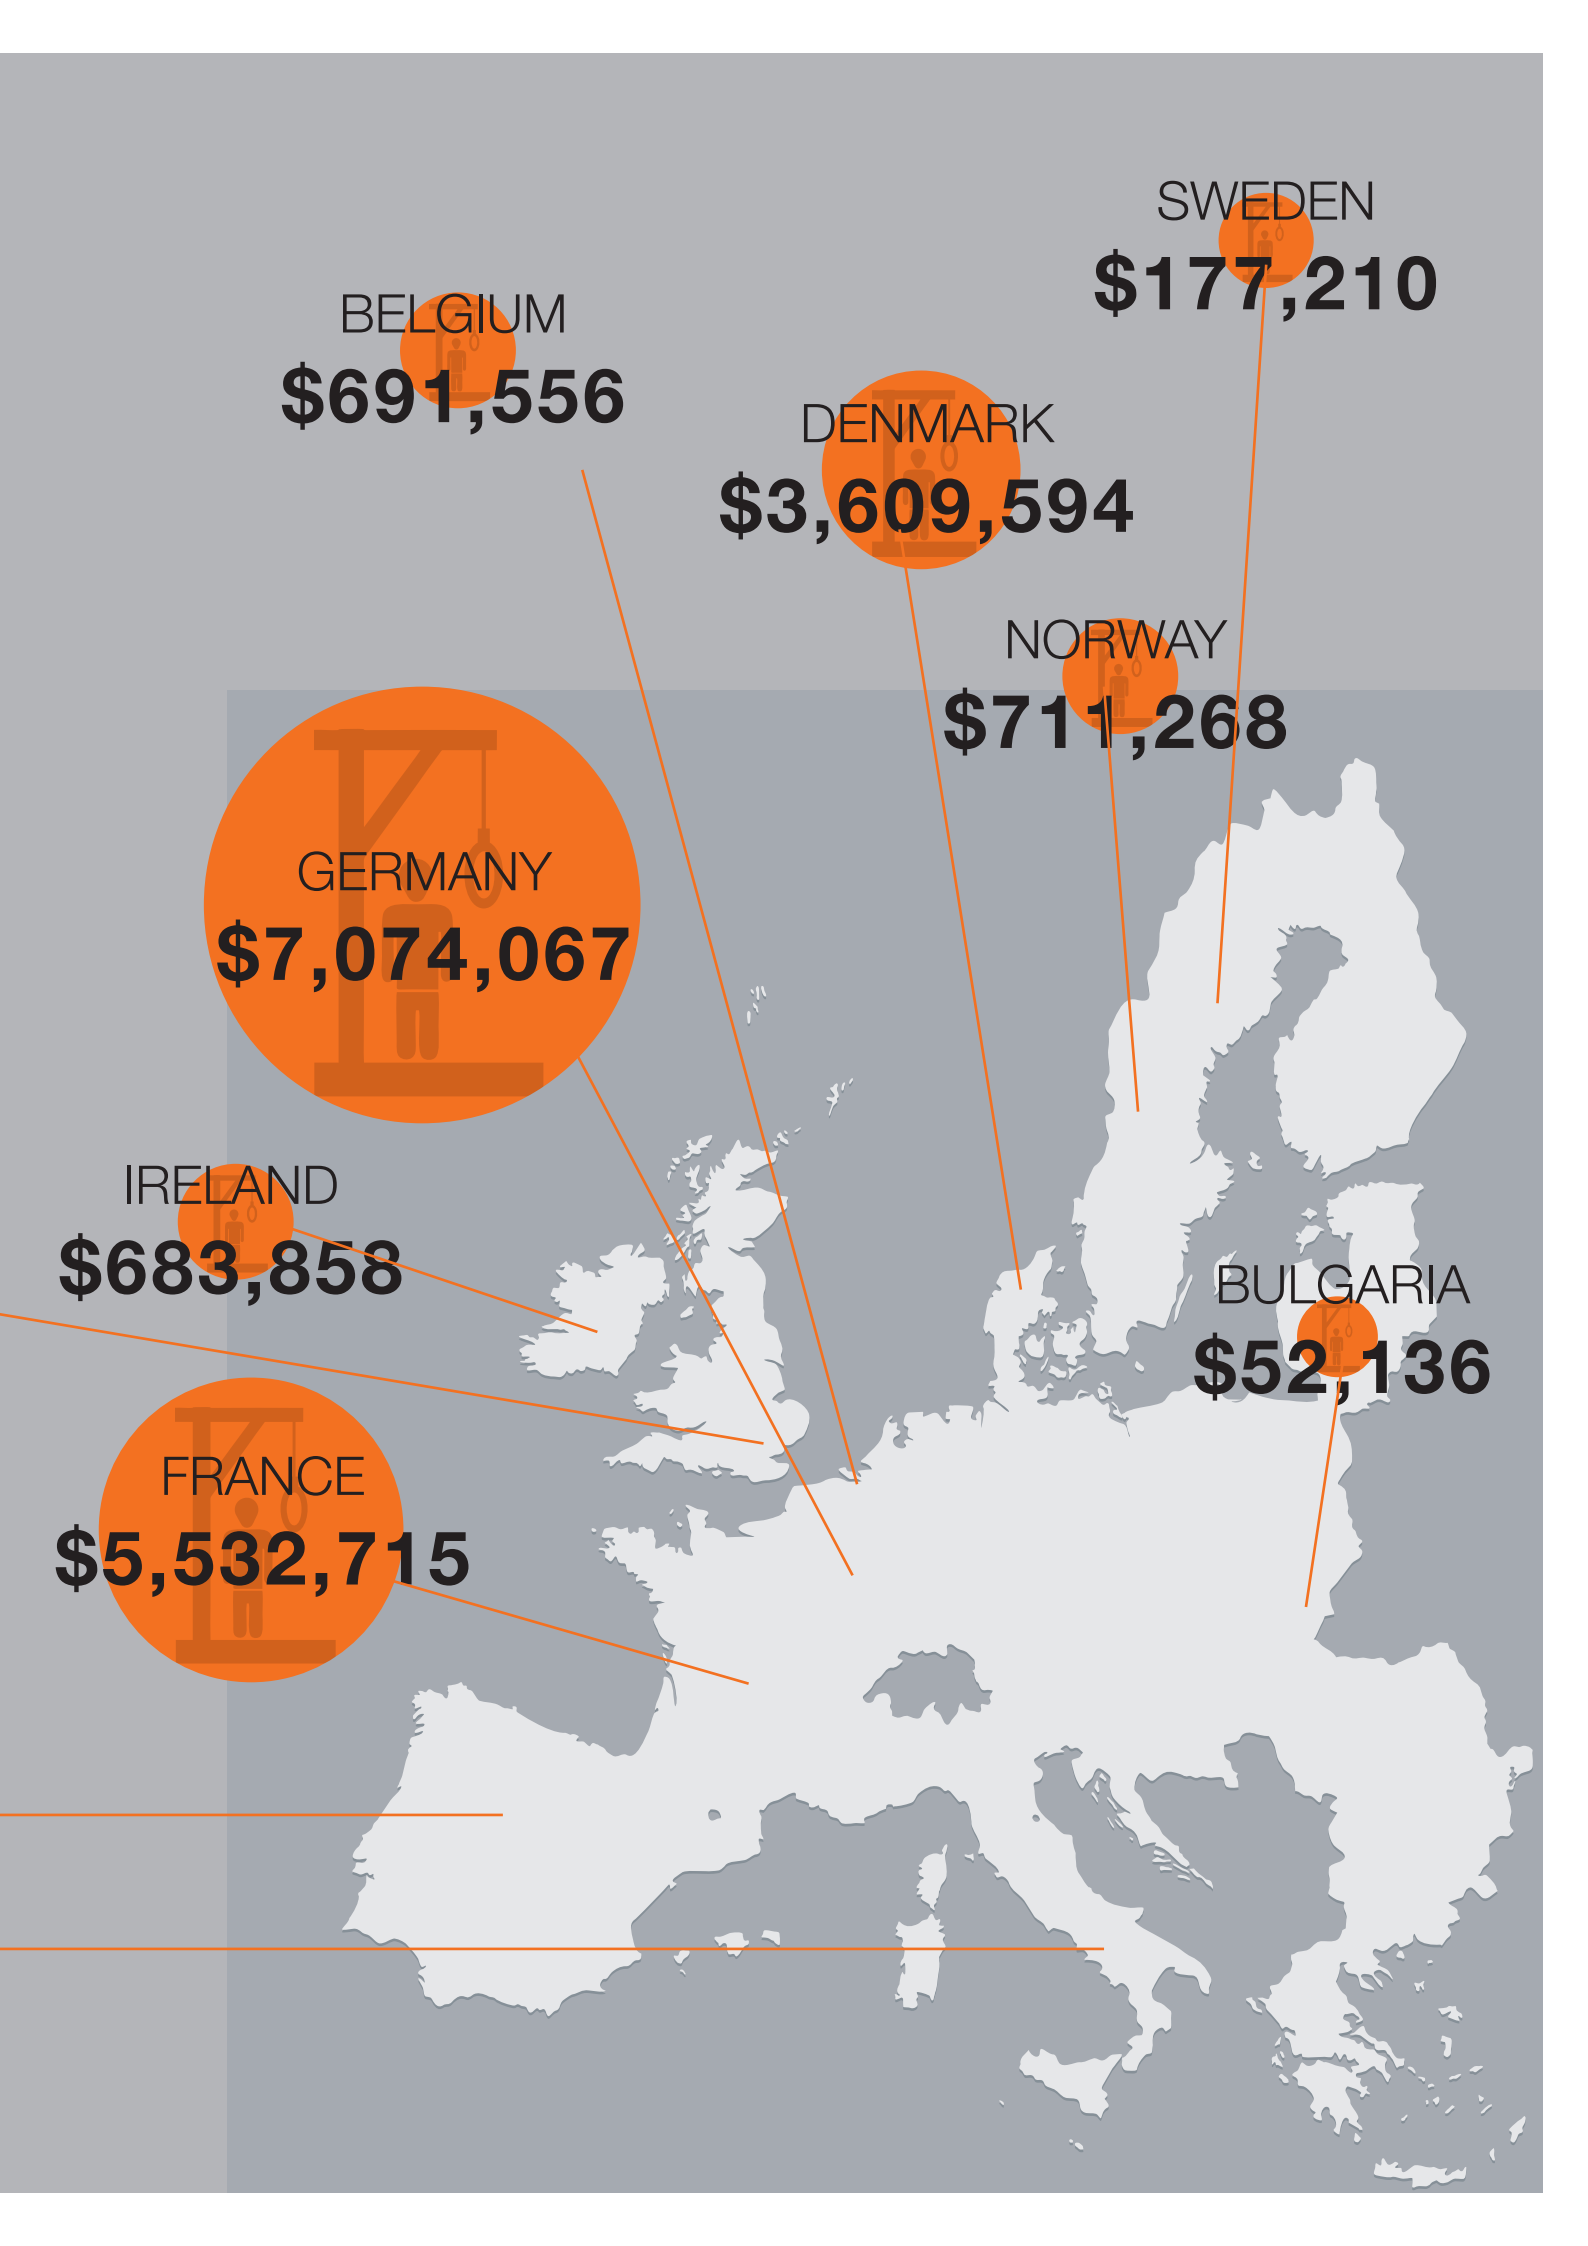 SWEDEN
$177,210
BELGIUM
$691,556
DENMARK
$3,609,594
NORWAY
$711,268
GERMANY
$7,074,067
IRELAND
$683,858
BULGARIA
$52,136
FRANCE
$5,532,715